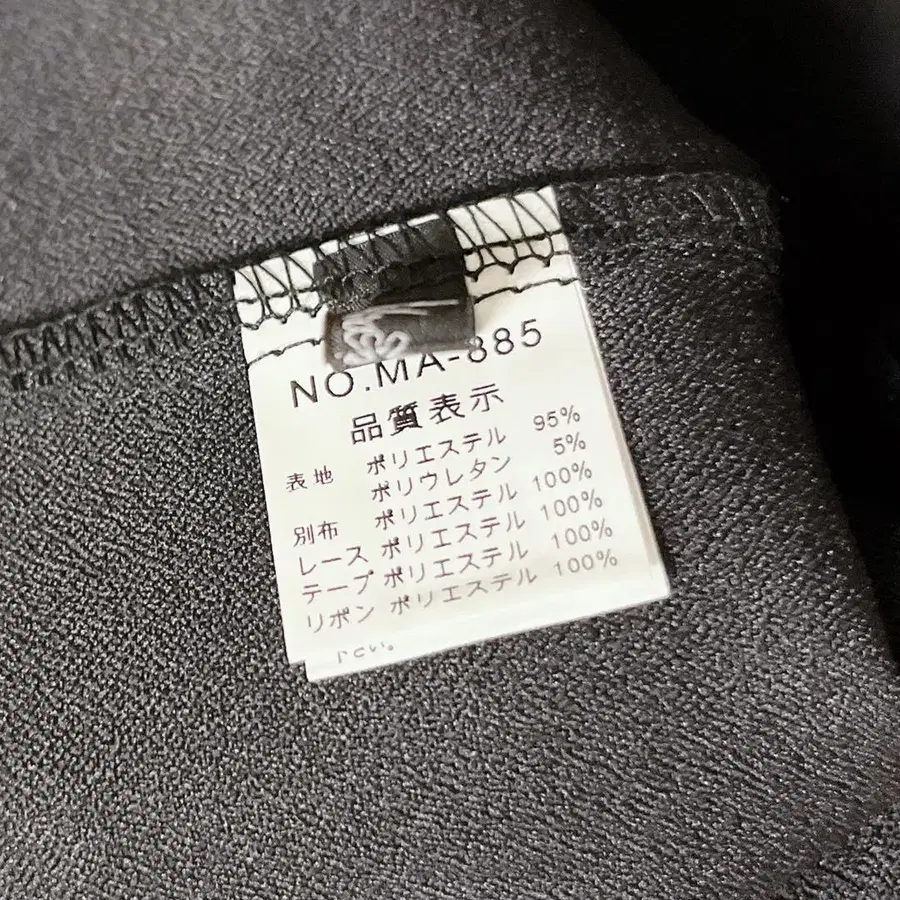 NO.MA-885
品質表示
表地 ポリエステル 95%
ポリウレタン 5%
別布 ポリエステル 100%
レース ポリエステル 100%
テープ ポリエステル 100%
リボン ポリエステル 100%